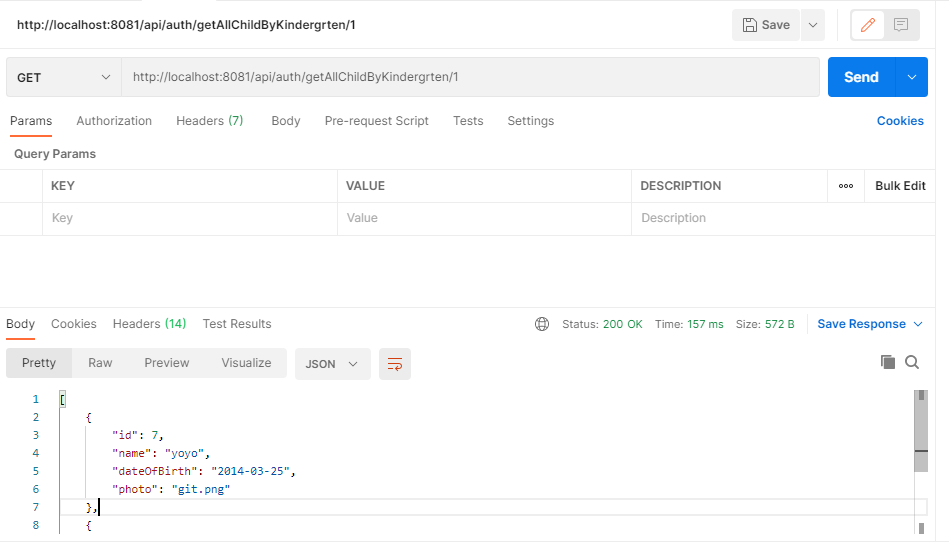 http://localhost:8081/api/auth/getAllChildByKindergrten/1
Save
GET http://localhost:8081/api/auth/getAllChildByKindergrten/1 Send
Params Authorization Headers (7) Body Pre-request Script Tests Settings Cookies
Query Params
KEY VALUE DESCRIPTION ooo Bulk Edit
Key Value Description
Body Cookies Headers (14) Test Results Status: 200 OK Time: 157 ms Size: 572 B Save Response
Pretty Raw Preview Visualize JSON
1 [
2 {
3 "id": 7,
4 "name": "yoyo",
5 "dateOfBirth": "2014-03-25",
6 "photo": "git.png"
7 },
8 {